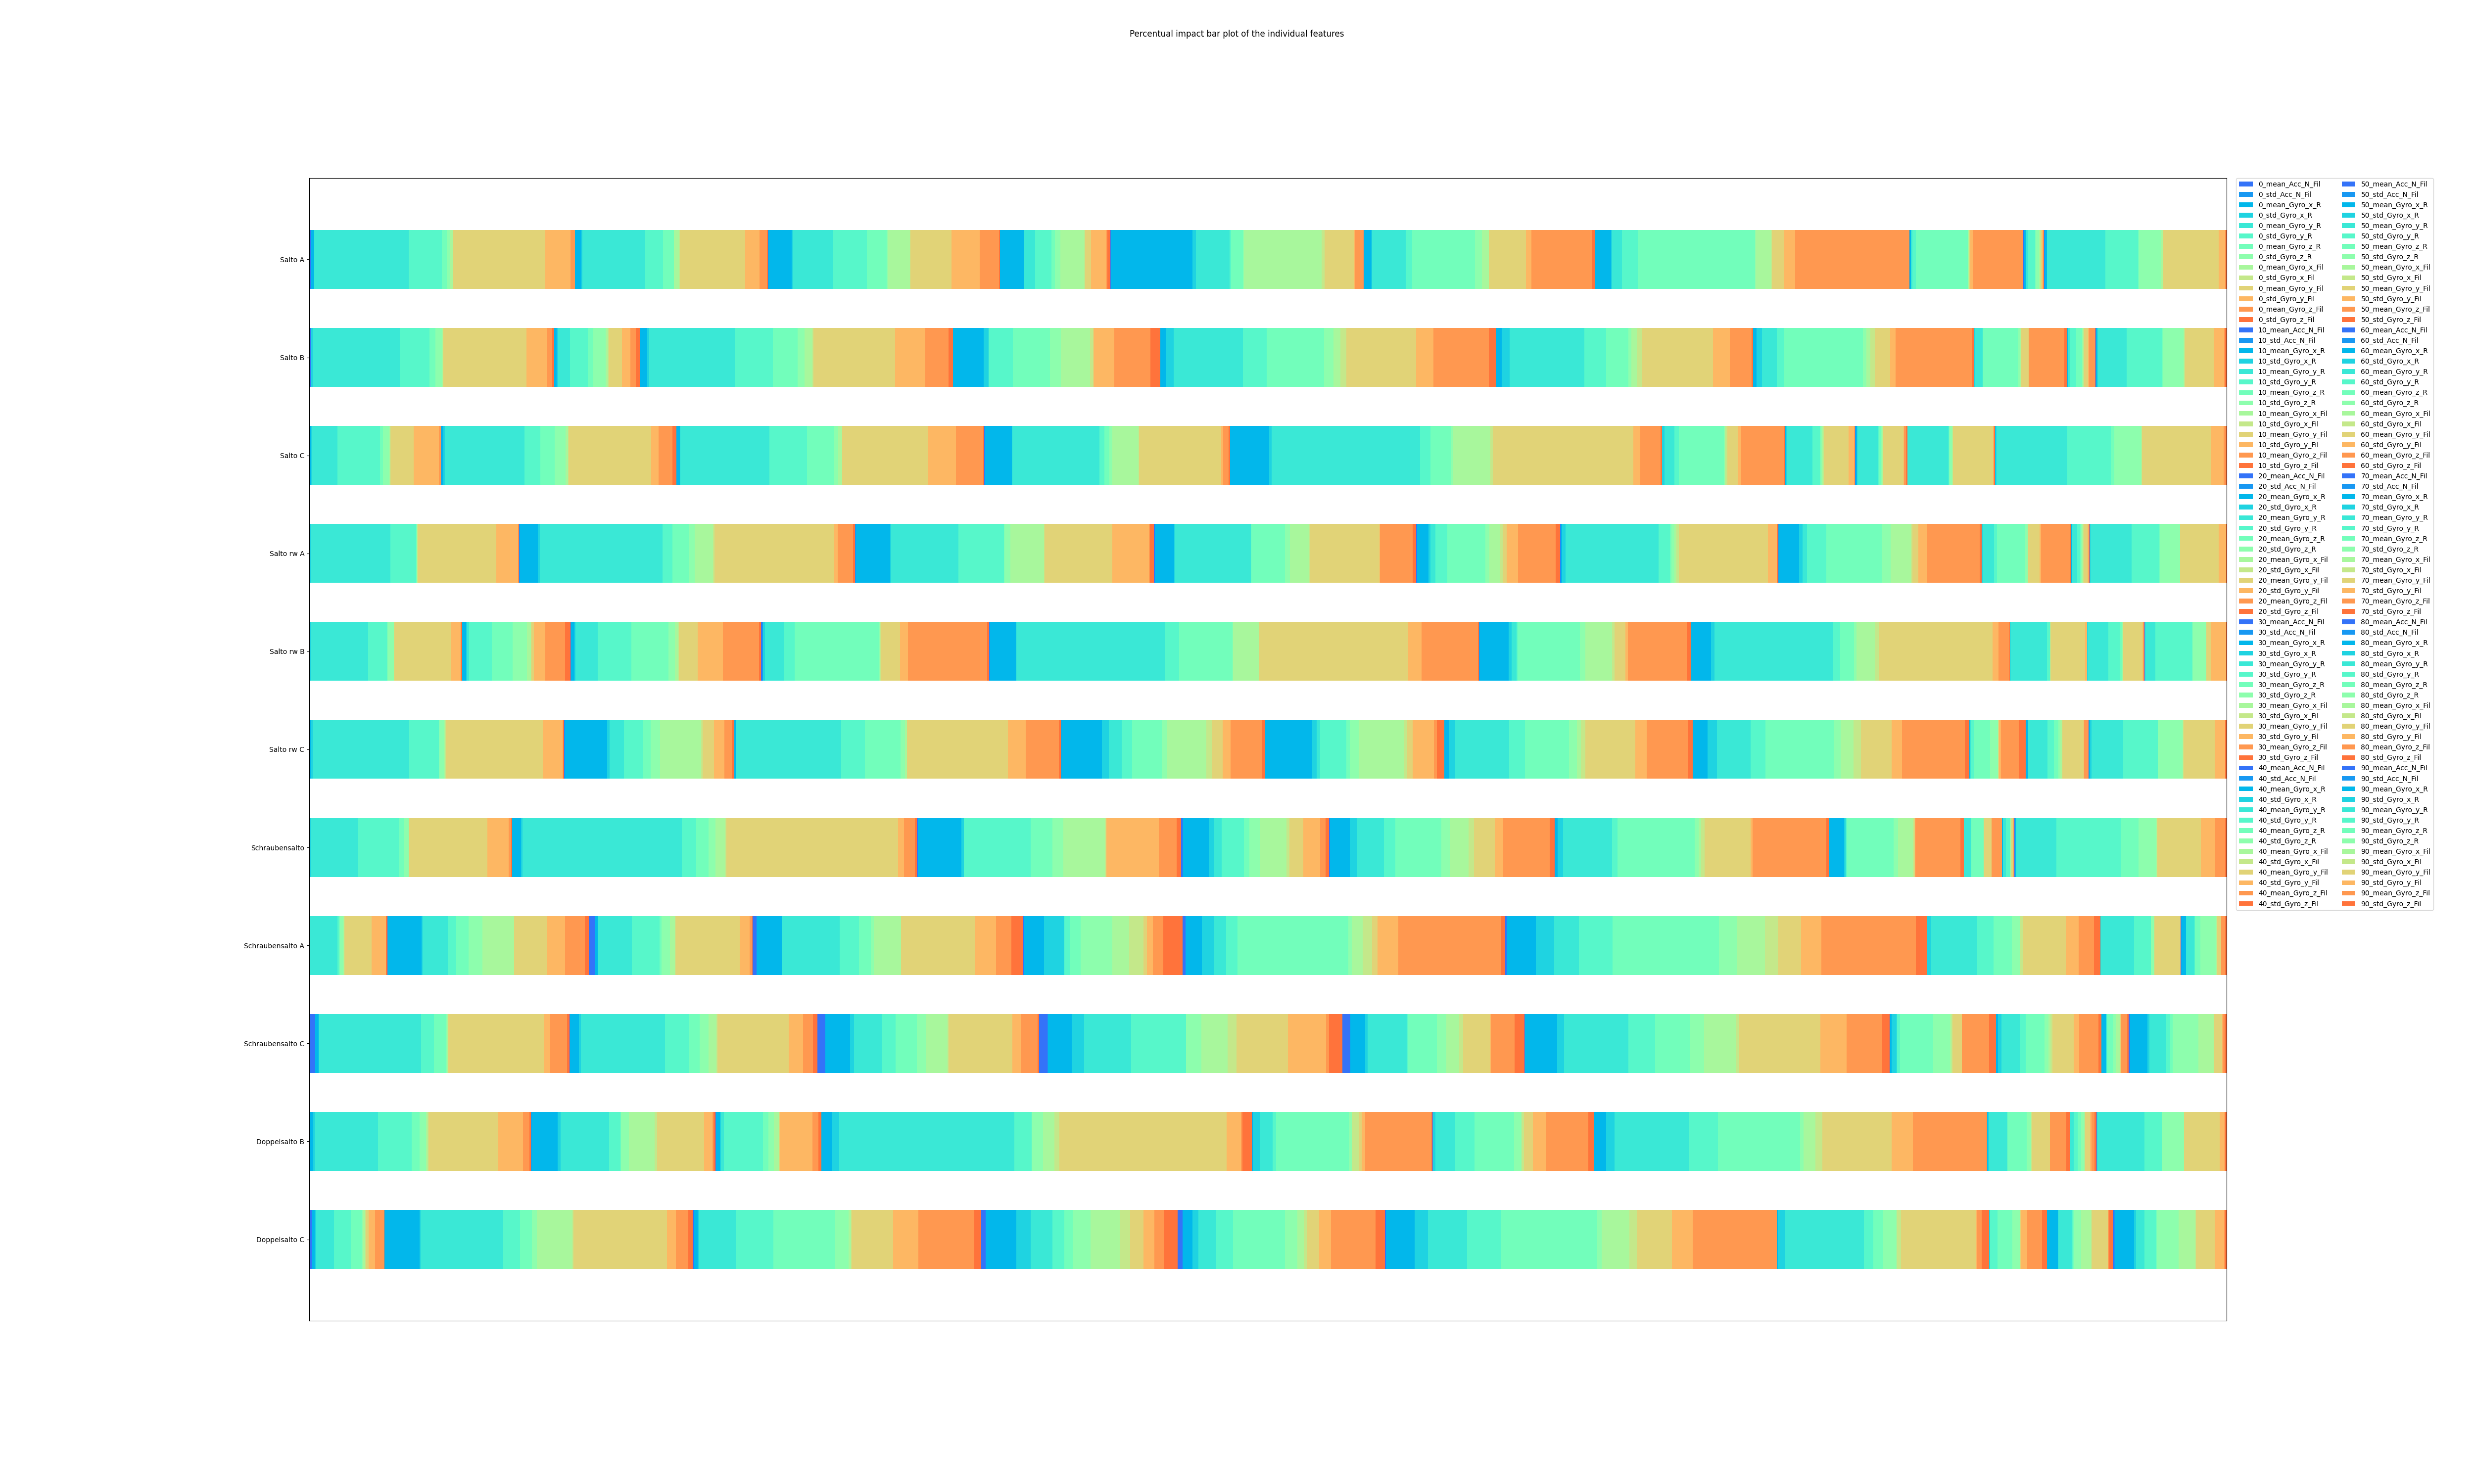 Percentual impact bar plot of the individual features
Salto A
Salto B
Salto C
Salto rw A
Salto rw B
Salto rw C
Schraubensalto
Schraubensalto A
Schraubensalto C
Doppelsalto B
Doppelsalto C
0_mean_Acc_N_Fil
0_std_Acc_N_Fil
0_mean_Gyro_x_R
0_std_Gyro_x_R
0_mean_Gyro_y_R
0_std_Gyro_y_R
0_mean_Gyro_z_R
0_std_Gyro_z_R
0_mean_Gyro_x_Fil
0_std_Gyro_x_Fil
0_mean_Gyro_y_Fil
0_std_Gyro_y_Fil
0_mean_Gyro_z_Fil
0_std_Gyro_z_Fil
10_mean_Acc_N_Fil
10_std_Acc_N_Fil
10_mean_Gyro_x_R
10_std_Gyro_x_R
10_mean_Gyro_y_R
10_std_Gyro_y_R
10_mean_Gyro_z_R
10_std_Gyro_z_R
10_mean_Gyro_x_Fil
10_std_Gyro_x_Fil
10_mean_Gyro_y_Fil
10_std_Gyro_y_Fil
10_mean_Gyro_z_Fil
10_std_Gyro_z_Fil
20_mean_Acc_N_Fil
20_std_Acc_N_Fil
20_mean_Gyro_x_R
20_std_Gyro_x_R
20_mean_Gyro_y_R
20_std_Gyro_y_R
20_mean_Gyro_z_R
20_std_Gyro_z_R
20_mean_Gyro_x_Fil
20_std_Gyro_x_Fil
20_mean_Gyro_y_Fil
20_std_Gyro_y_Fil
20_mean_Gyro_z_Fil
20_std_Gyro_z_Fil
30_mean_Acc_N_Fil
30_std_Acc_N_Fil
30_mean_Gyro_x_R
30_std_Gyro_x_R
30_mean_Gyro_y_R
30_std_Gyro_y_R
30_mean_Gyro_z_R
30_std_Gyro_z_R
30_mean_Gyro_x_Fil
30_std_Gyro_x_Fil
30_mean_Gyro_y_Fil
30_std_Gyro_y_Fil
30_mean_Gyro_z_Fil
30_std_Gyro_z_Fil
40_mean_Acc_N_Fil
40_std_Acc_N_Fil
40_mean_Gyro_x_R
40_std_Gyro_x_R
40_mean_Gyro_y_R
40_std_Gyro_y_R
40_mean_Gyro_z_R
40_std_Gyro_z_R
40_mean_Gyro_x_Fil
40_std_Gyro_x_Fil
40_mean_Gyro_y_Fil
40_std_Gyro_y_Fil
40_mean_Gyro_z_Fil
40_std_Gyro_z_Fil
50_mean_Acc_N_Fil
50_std_Acc_N_Fil
50_mean_Gyro_x_R
50_std_Gyro_x_R
50_mean_Gyro_y_R
50_std_Gyro_y_R
50_mean_Gyro_z_R
50_std_Gyro_z_R
50_mean_Gyro_x_Fil
50_std_Gyro_x_Fil
50_mean_Gyro_y_Fil
50_std_Gyro_y_Fil
50_mean_Gyro_z_Fil
50_std_Gyro_z_Fil
60_mean_Acc_N_Fil
60_std_Acc_N_Fil
60_mean_Gyro_x_R
60_std_Gyro_x_R
60_mean_Gyro_y_R
60_std_Gyro_y_R
60_mean_Gyro_z_R
60_std_Gyro_z_R
60_mean_Gyro_x_Fil
60_std_Gyro_x_Fil
60_mean_Gyro_y_Fil
60_std_Gyro_y_Fil
60_mean_Gyro_z_Fil
60_std_Gyro_z_Fil
70_mean_Acc_N_Fil
70_std_Acc_N_Fil
70_mean_Gyro_x_R
70_std_Gyro_x_R
70_mean_Gyro_y_R
70_std_Gyro_y_R
70_mean_Gyro_z_R
70_std_Gyro_z_R
70_mean_Gyro_x_Fil
70_std_Gyro_x_Fil
70_mean_Gyro_y_Fil
70_std_Gyro_y_Fil
70_mean_Gyro_z_Fil
70_std_Gyro_z_Fil
80_mean_Acc_N_Fil
80_std_Acc_N_Fil
80_mean_Gyro_x_R
80_std_Gyro_x_R
80_mean_Gyro_y_R
80_std_Gyro_y_R
80_mean_Gyro_z_R
80_std_Gyro_z_R
80_mean_Gyro_x_Fil
80_std_Gyro_x_Fil
80_mean_Gyro_y_Fil
80_std_Gyro_y_Fil
80_mean_Gyro_z_Fil
80_std_Gyro_z_Fil
90_mean_Acc_N_Fil
90_std_Acc_N_Fil
90_mean_Gyro_x_R
90_std_Gyro_x_R
90_mean_Gyro_y_R
90_std_Gyro_y_R
90_mean_Gyro_z_R
90_std_Gyro_z_R
90_mean_Gyro_x_Fil
90_std_Gyro_x_Fil
90_mean_Gyro_y_Fil
90_std_Gyro_y_Fil
90_mean_Gyro_z_Fil
90_std_Gyro_z_Fil